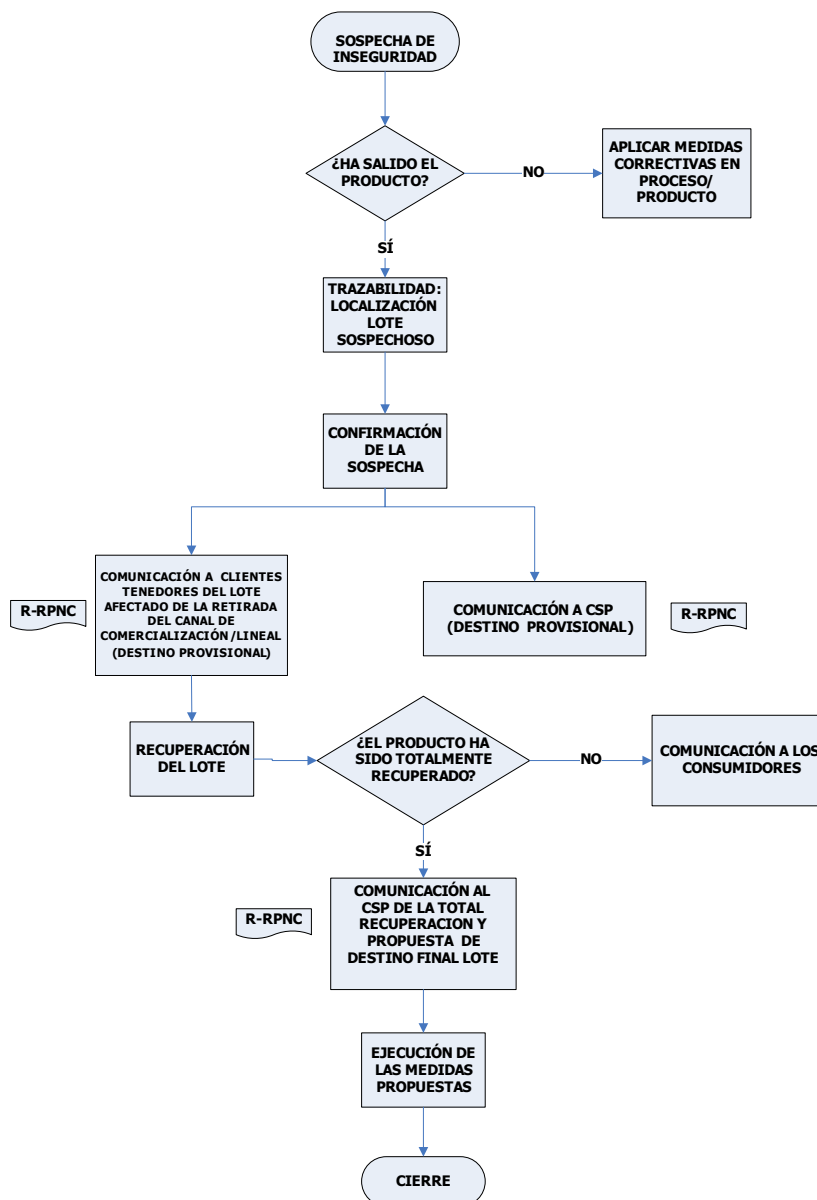 SOSPECHA DE
INSEGURIDAD
¿HA SALIDO EL
PRODUCTO?
NO
APLICAR MEDIDAS
CORRECTIVAS EN
PROCESO/
PRODUCTO
SÍ
TRAZABILIDAD:
LOCALIZACIÓN
LOTE
SOSPECHOSO
CONFIRMACIÓN
DE LA
SOSPECHA
R-RPNC
COMUNICACIÓN A CLIENTES
TENEDORES DEL LOTE
AFECTADO DE LA RETIRADA
DEL CANAL DE
COMERCIALIZACIÓN/LINEAL
(DESTINO PROVISIONAL)
COMUNICACIÓN A CSP
(DESTINO PROVISIONAL)
R-RPNC
RECUPERACIÓN
DEL LOTE
¿EL PRODUCTO HA
SIDO TOTALMENTE
RECUPERADO?
NO
COMUNICACIÓN A LOS
CONSUMIDORES
SÍ
R-RPNC
COMUNICACIÓN AL
CSP DE LA TOTAL
RECUPERACION Y
PROPUESTA DE
DESTINO FINAL LOTE
EJECUCIÓN DE
LAS MEDIDAS
PROPUESTAS
CIERRE